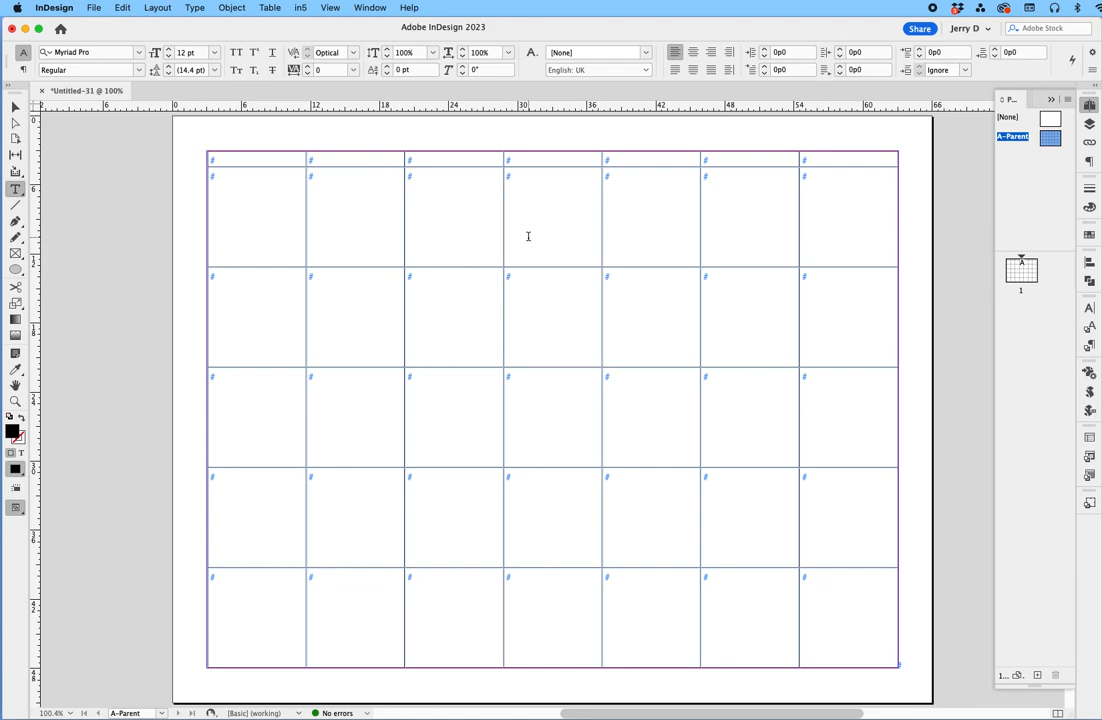 InDesign File Edit Layout Type Object Table in5 View Window Help
Adobe InDesign 2023
Share Jerry D Adobe Stock
A Myriad Pro 12 pt Optical 100% 100% [None] 0p0 0p0 0p0 0p0
¶ Regular (14.4 pt) 0 0 pt 0° English: UK 0p0 0p0 Ignore
× *Untitled-31 @ 100%
0 6 12 18 24 30 36 42 48 54 60 66
P...
[None]
A-Parent
# # # # # # #
# # # # # # #
# # # # # # #
# # # # # # #
# # # # # # #
# # # # # # #
A
1
1...
100.4% A-Parent [Basic] (working) No errors